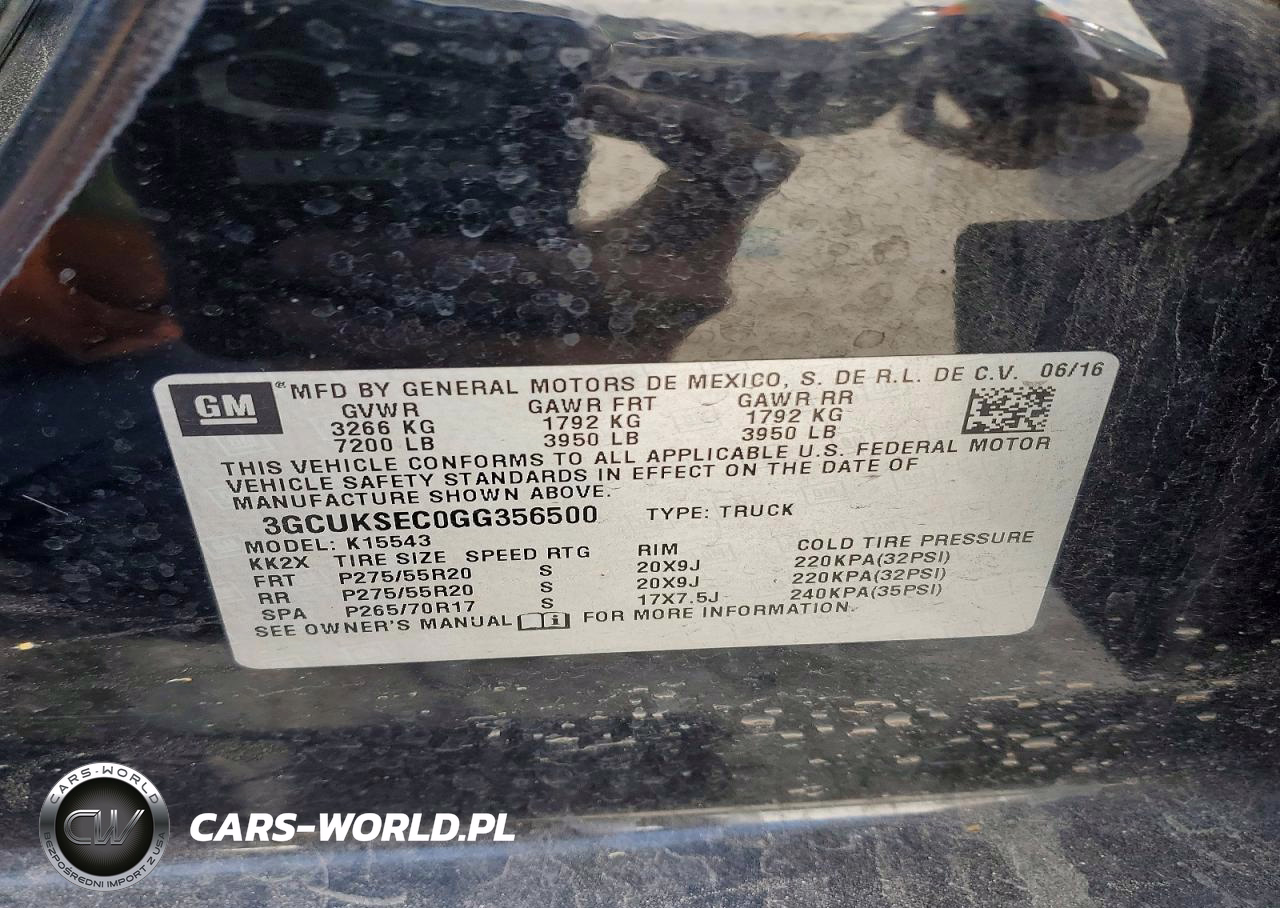 GM ® MFD BY GENERAL MOTORS DE MEXICO, S. DE R.L. DE C.V. 06/16
GVWR GAWR FRT GAWR RR
3266 KG 1792 KG 1792 KG
7200 LB 3950 LB 3950 LB
THIS VEHICLE CONFORMS TO ALL APPLICABLE U.S. FEDERAL MOTOR
VEHICLE SAFETY STANDARDS IN EFFECT ON THE DATE OF
MANUFACTURE SHOWN ABOVE.
3GCUKSEC0GG356500 TYPE: TRUCK
MODEL: K15543
KK2X TIRE SIZE SPEED RTG RIM COLD TIRE PRESSURE
FRT P275/55R20 S 20X9J 220KPA(32PSI)
RR P275/55R20 S 20X9J 220KPA(32PSI)
SPA P265/70R17 S 17X7.5J 240KPA(35PSI)
SEE OWNER'S MANUAL i FOR MORE INFORMATION.
CARS-WORLD
CW
BEZPOŚREDNI IMPORT Z USA
CARS-WORLD.PL